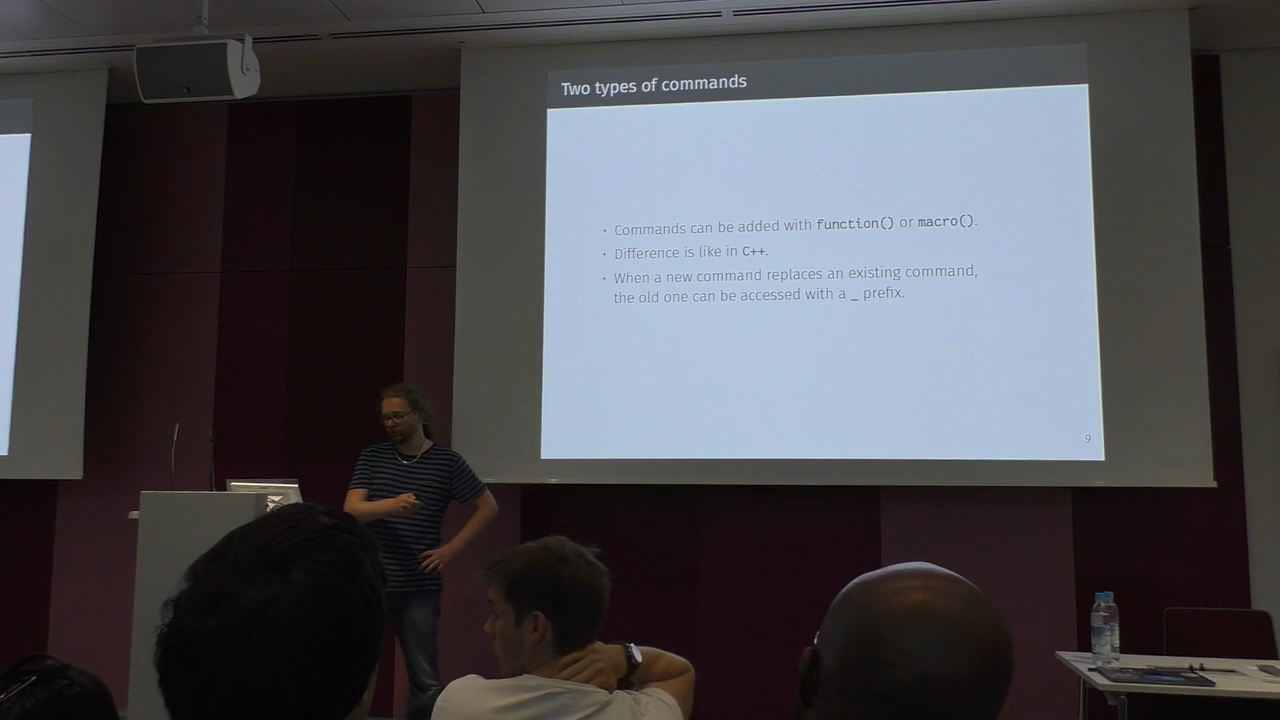 Two types of commands
· Commands can be added with function() or macro().
· Difference is like in C++.
· When a new command replaces an existing command,
the old one can be accessed with a _ prefix.
9